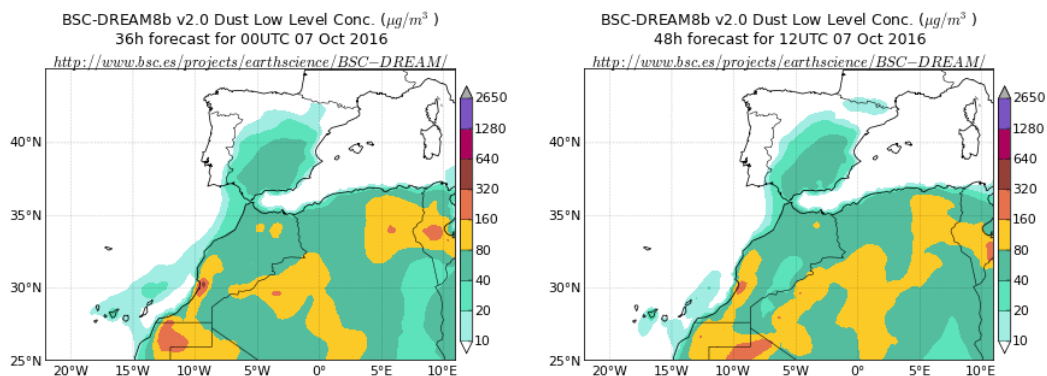 BSC-DREAM8b v2.0 Dust Low Level Conc. (μg/m³ )
36h forecast for 00UTC 07 Oct 2016
http://www.bsc.es/projects/earthscience/BSC−DREAM/
40°N
35°N
30°N
25°N
20°W
15°W
10°W
5°W
0°E
5°E
10°E
2650
1280
640
320
160
80
40
20
10
BSC-DREAM8b v2.0 Dust Low Level Conc. (μg/m³ )
48h forecast for 12UTC 07 Oct 2016
http://www.bsc.es/projects/earthscience/BSC−DREAM/
40°N
35°N
30°N
25°N
20°W
15°W
10°W
5°W
0°E
5°E
10°E
2650
1280
640
320
160
80
40
20
10